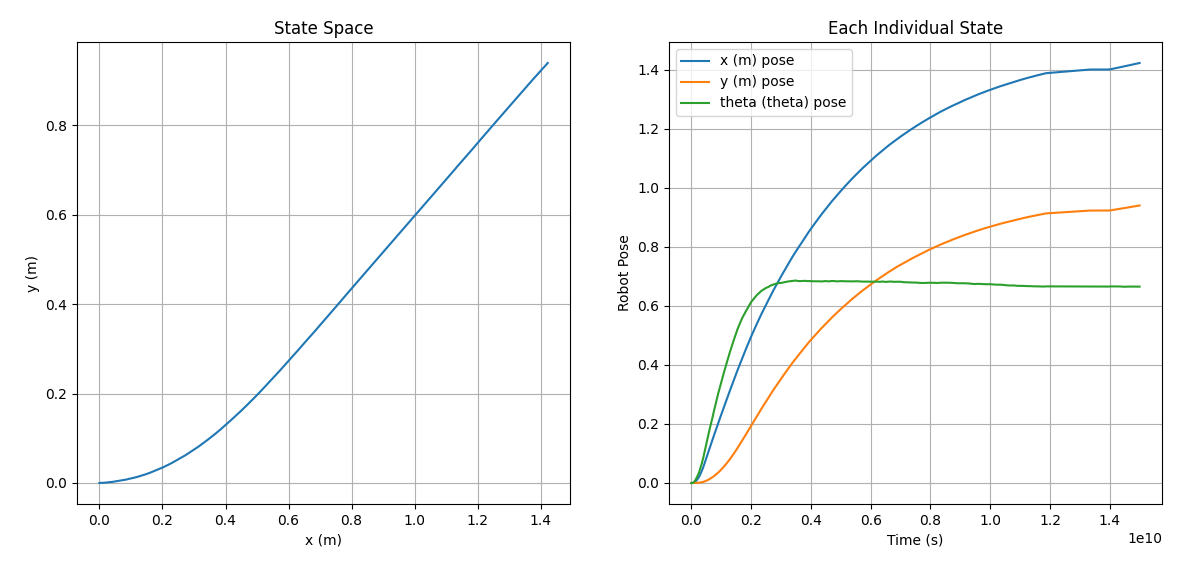 State Space
y (m)
0.8
0.6
0.4
0.2
0.0
0.0 0.2 0.4 0.6 0.8 1.0 1.2 1.4
x (m)
Each Individual State
x (m) pose
y (m) pose
theta (theta) pose
Robot Pose
1.4
1.2
1.0
0.8
0.6
0.4
0.2
0.0
0.0 0.2 0.4 0.6 0.8 1.0 1.2 1.4
1e10
Time (s)